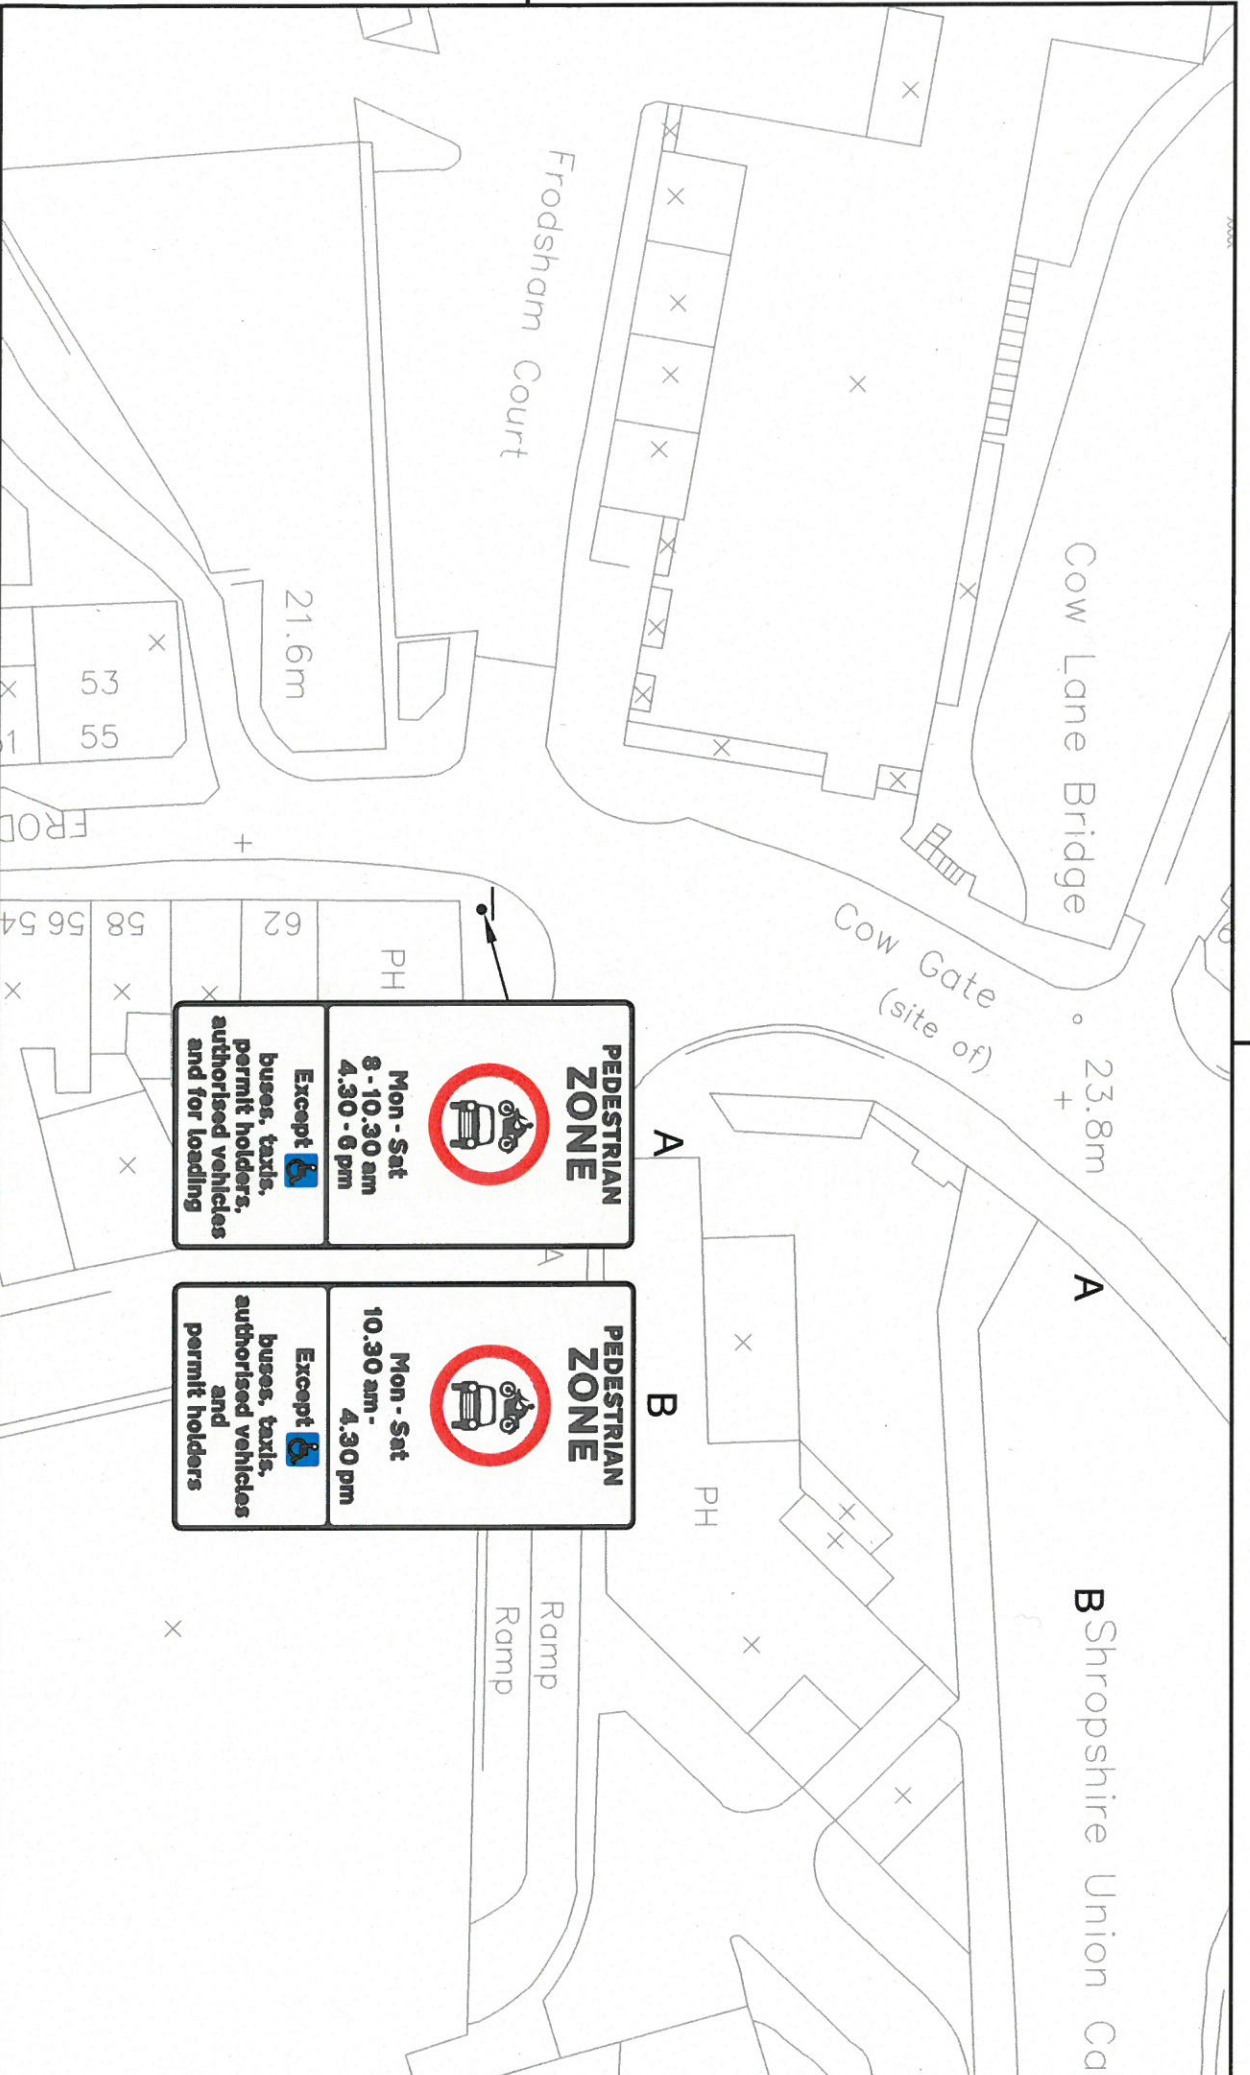 Shropshire Union Ca
B
A
23.8m
Cow Lane Bridge
Cow Gate
(site of)
PH
A
PEDESTRIAN
ZONE
Mon - Sat
8 - 10.30 am
4.30 - 6 pm
Except
buses, taxis,
permit holders,
authorised vehicles
and for loading
B
PEDESTRIAN
ZONE
Mon - Sat
10.30 am -
4.30 pm
Except
buses, taxis,
authorised vehicles
and
permit holders
Frodsham Court
Ramp
Ramp
A
PH
21.6m
62
58
56
54
53
55
FROD